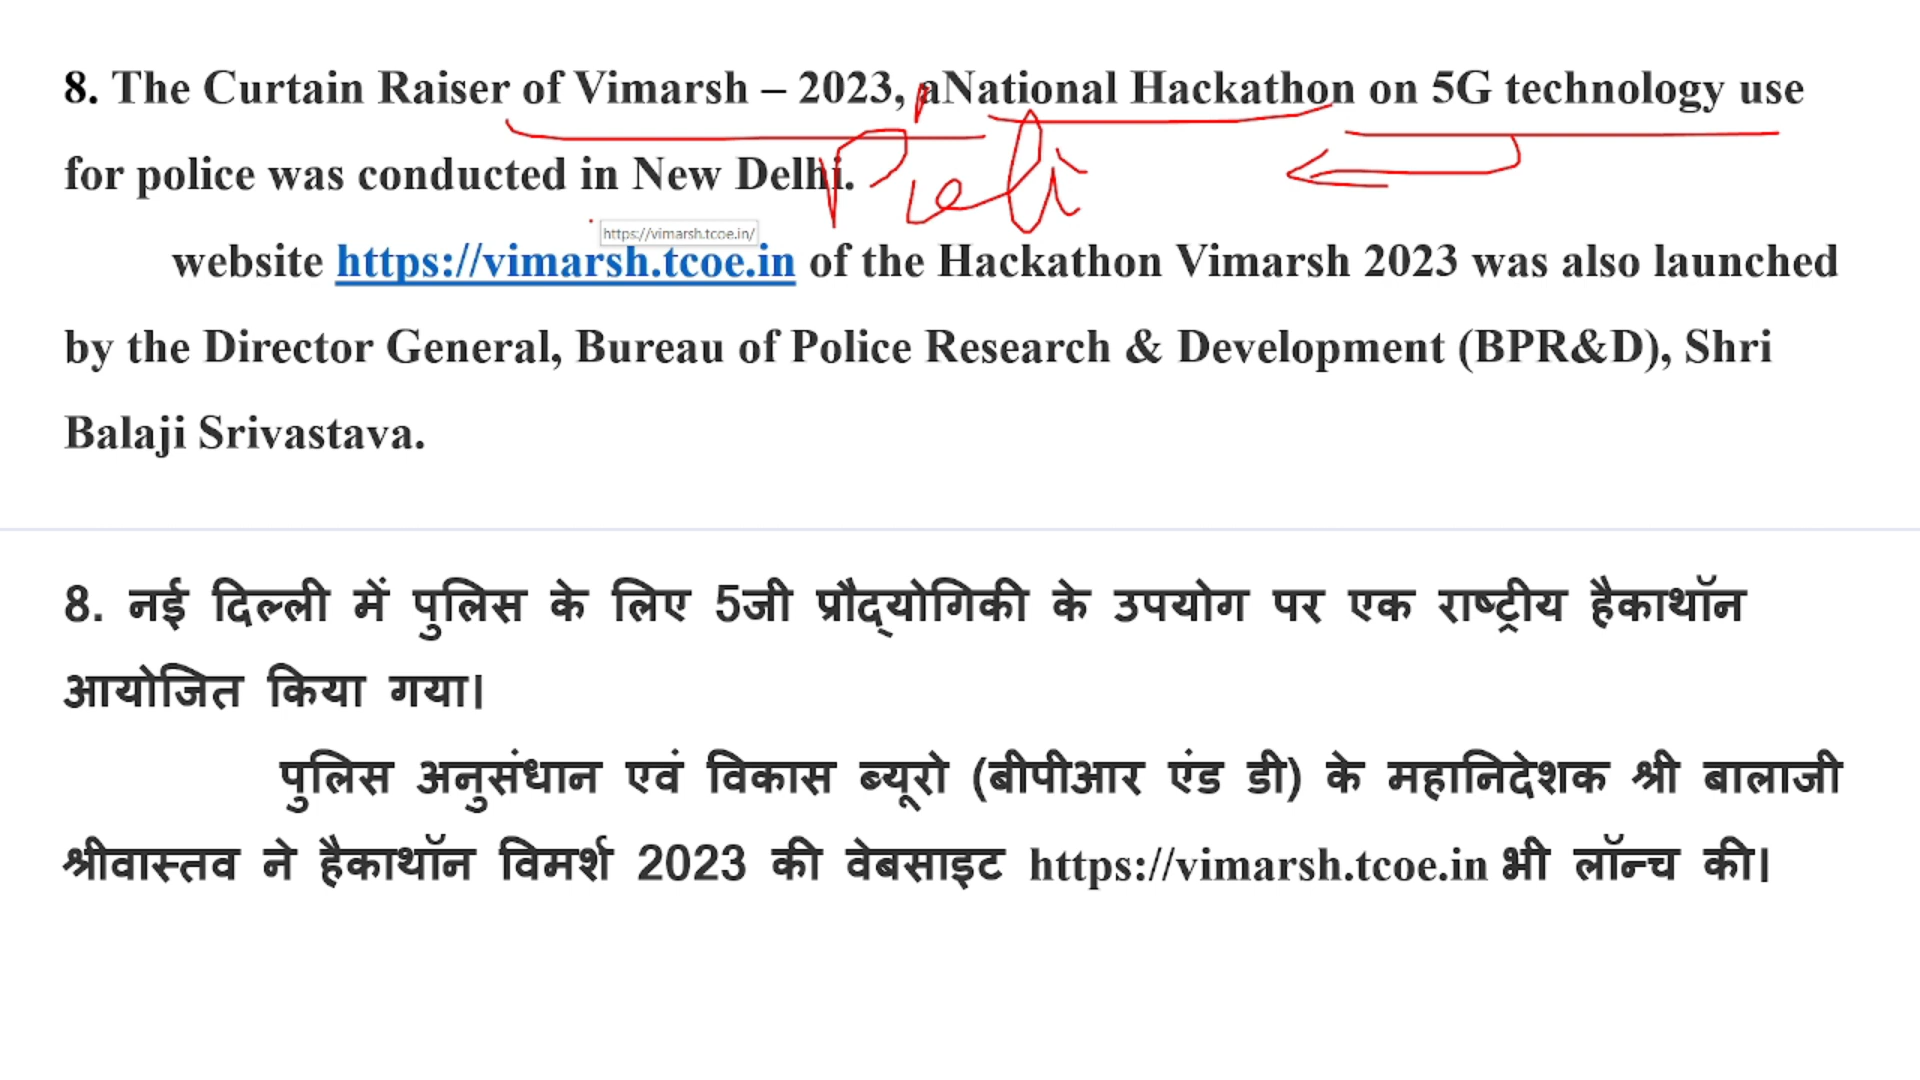 8. The Curtain Raiser of Vimarsh – 2023, aNational Hackathon on 5G technology use
for police was conducted in New Delhi.
https://vimarsh.tcoe.in/
website https://vimarsh.tcoe.in of the Hackathon Vimarsh 2023 was also launched
by the Director General, Bureau of Police Research & Development (BPR&D), Shri
Balaji Srivastava.
8. नई दिल्ली में पुलिस के लिए 5जी प्रौद्योगिकी के उपयोग पर एक राष्ट्रीय हैकाथॉन
आयोजित किया गया।
पुलिस अनुसंधान एवं विकास ब्यूरो (बीपीआर एंड डी) के महानिदेशक श्री बालाजी
श्रीवास्तव ने हैकाथॉन विमर्श 2023 की वेबसाइट https://vimarsh.tcoe.in भी लॉन्च की।